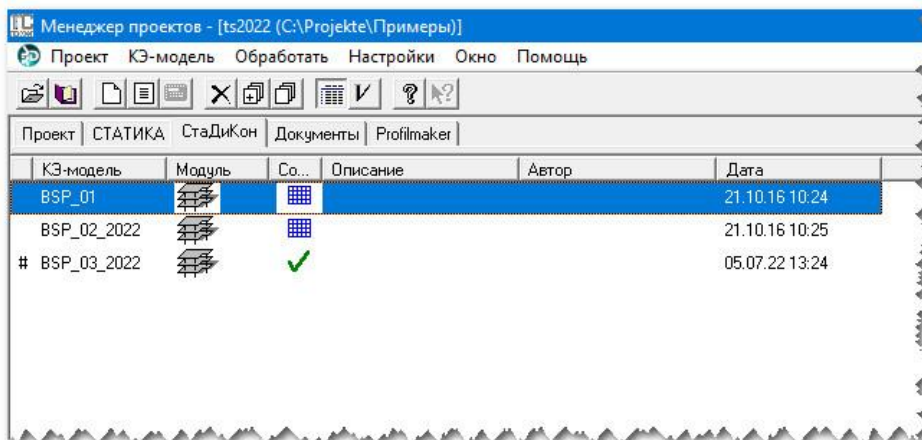 Менеджер проектов - [ts2022 (C:\Projekte\Примеры)]
Проект КЭ-модель Обработать Настройки Окно Помощь
Проект СТАТИКА СтаДиКон Документы Profilmaker
КЭ-модель Модуль Со... Описание Автор Дата
BSP_01 21.10.16 10:24
BSP_02_2022 21.10.16 10:25
# BSP_03_2022 05.07.22 13:24